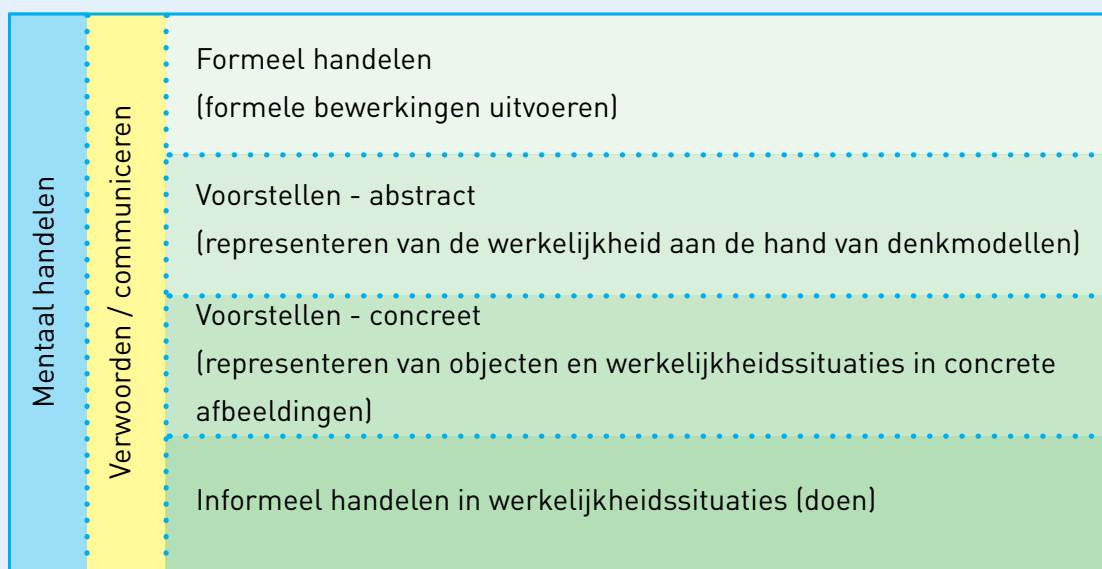 Mentaal handelen
Verwoorden / communiceren
Formeel handelen
(formele bewerkingen uitvoeren)
Voorstellen - abstract
(representeren van de werkelijkheid aan de hand van denkmodellen)
Voorstellen - concreet
(representeren van objecten en werkelijkheidssituaties in concrete
afbeeldingen)
Informeel handelen in werkelijkheidssituaties (doen)